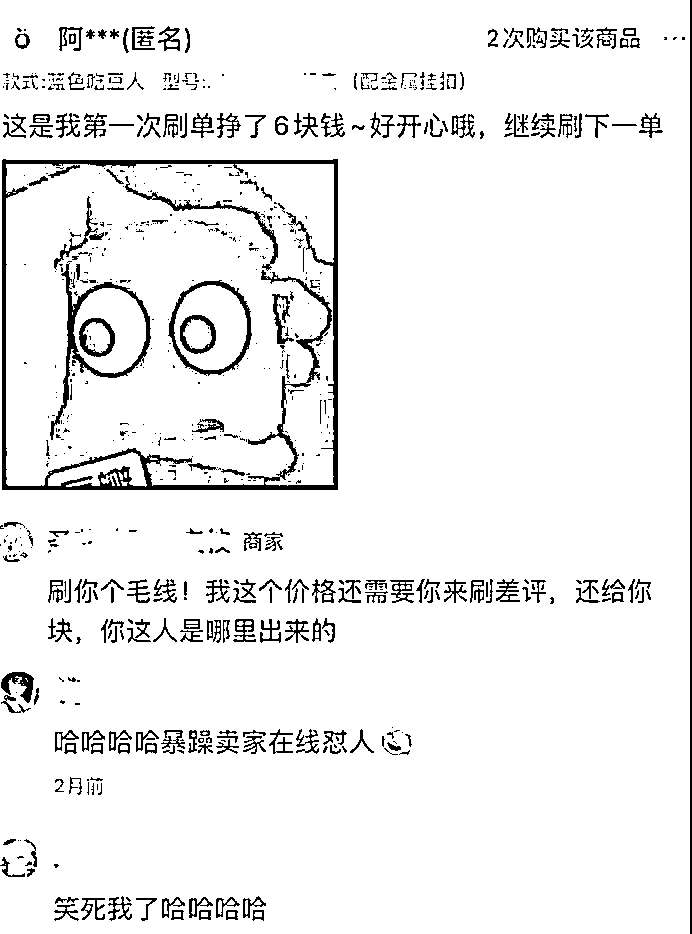 阿***(匿名)
2次购买该商品 ···
款式:蓝色吃豆人 型号: (配金属挂扣)
这是我第一次刷单挣了6块钱~好开心哦，继续刷下一单
商家
刷你个毛线！我这个价格还需要你来刷差评，还给你
块，你这人是哪里出来的
哈哈哈哈暴躁卖家在线怼人
2月前
笑死我了哈哈哈哈